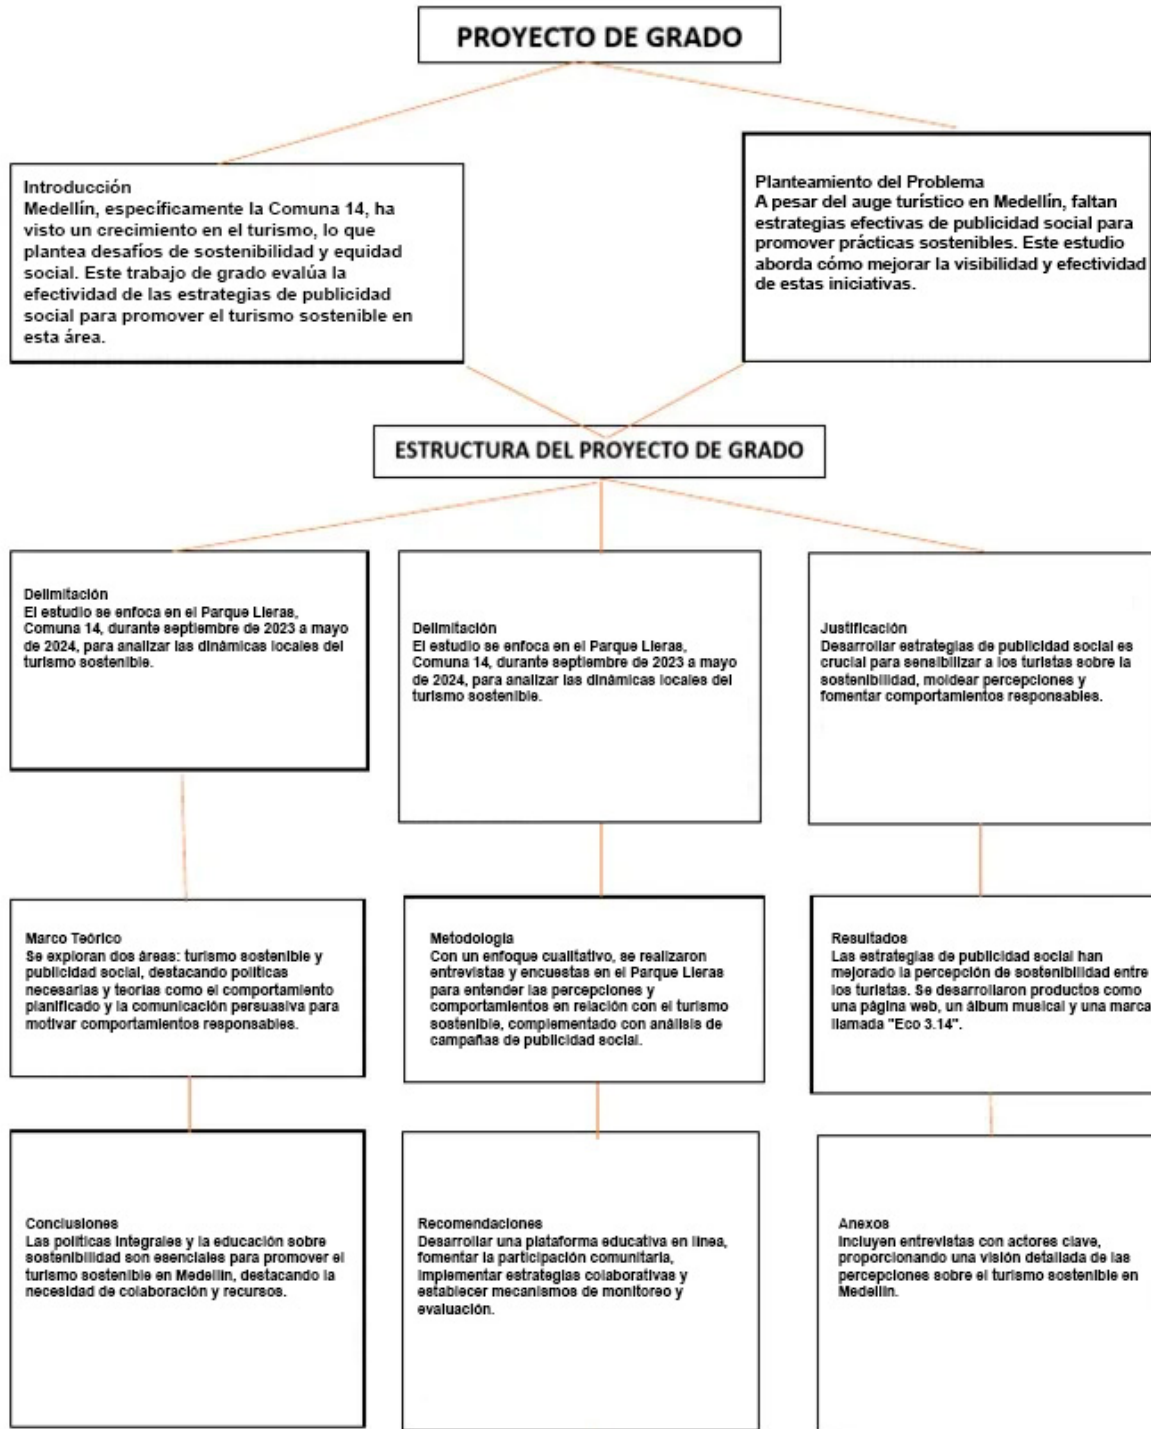 PROYECTO DE GRADO
Introducción
Medellín, específicamente la Comuna 14, ha
visto un crecimiento en el turismo, lo que
plantea desafíos de sostenibilidad y equidad
social. Este trabajo de grado evalúa la
efectividad de las estrategias de publicidad
social para promover el turismo sostenible en
esta área.
Planteamiento del Problema
A pesar del auge turístico en Medellín, faltan
estrategias efectivas de publicidad social para
promover prácticas sostenibles. Este estudio
aborda cómo mejorar la visibilidad y efectividad
de estas iniciativas.
ESTRUCTURA DEL PROYECTO DE GRADO
Delimitación
El estudio se enfoca en el Parque Lleras,
Comuna 14, durante septiembre de 2023 a mayo
de 2024, para analizar las dinámicas locales del
turismo sostenible.
Delimitación
El estudio se enfoca en el Parque Lleras,
Comuna 14, durante septiembre de 2023 a mayo
de 2024, para analizar las dinámicas locales del
turismo sostenible.
Justificación
Desarrollar estrategias de publicidad social es
crucial para sensibilizar a los turistas sobre la
sostenibilidad, moldear percepciones y
fomentar comportamientos responsables.
Marco Teórico
Se exploran dos áreas: turismo sostenible y
publicidad social, destacando políticas
necesarias y teorías como el comportamiento
planificado y la comunicación persuasiva para
motivar comportamientos responsables.
Metodología
Con un enfoque cualitativo, se realizaron
entrevistas y encuestas en el Parque Lleras
para entender las percepciones y
comportamientos en relación con el turismo
sostenible, complementado con análisis de
campañas de publicidad social.
Resultados
Las estrategias de publicidad social han
mejorado la percepción de sostenibilidad entre
los turistas. Se desarrollaron productos como
una página web, un álbum musical y una marca
llamada "Eco 3.14".
Conclusiones
Las políticas integrales y la educación sobre
sostenibilidad son esenciales para promover el
turismo sostenible en Medellín, destacando la
necesidad de colaboración y recursos.
Recomendaciones
Desarrollar una plataforma educativa en línea,
fomentar la participación comunitaria,
implementar estrategias colaborativas y
establecer mecanismos de monitoreo y
evaluación.
Anexos
Incluyen entrevistas con actores clave,
proporcionando una visión detallada de las
percepciones sobre el turismo sostenible en
Medellín.